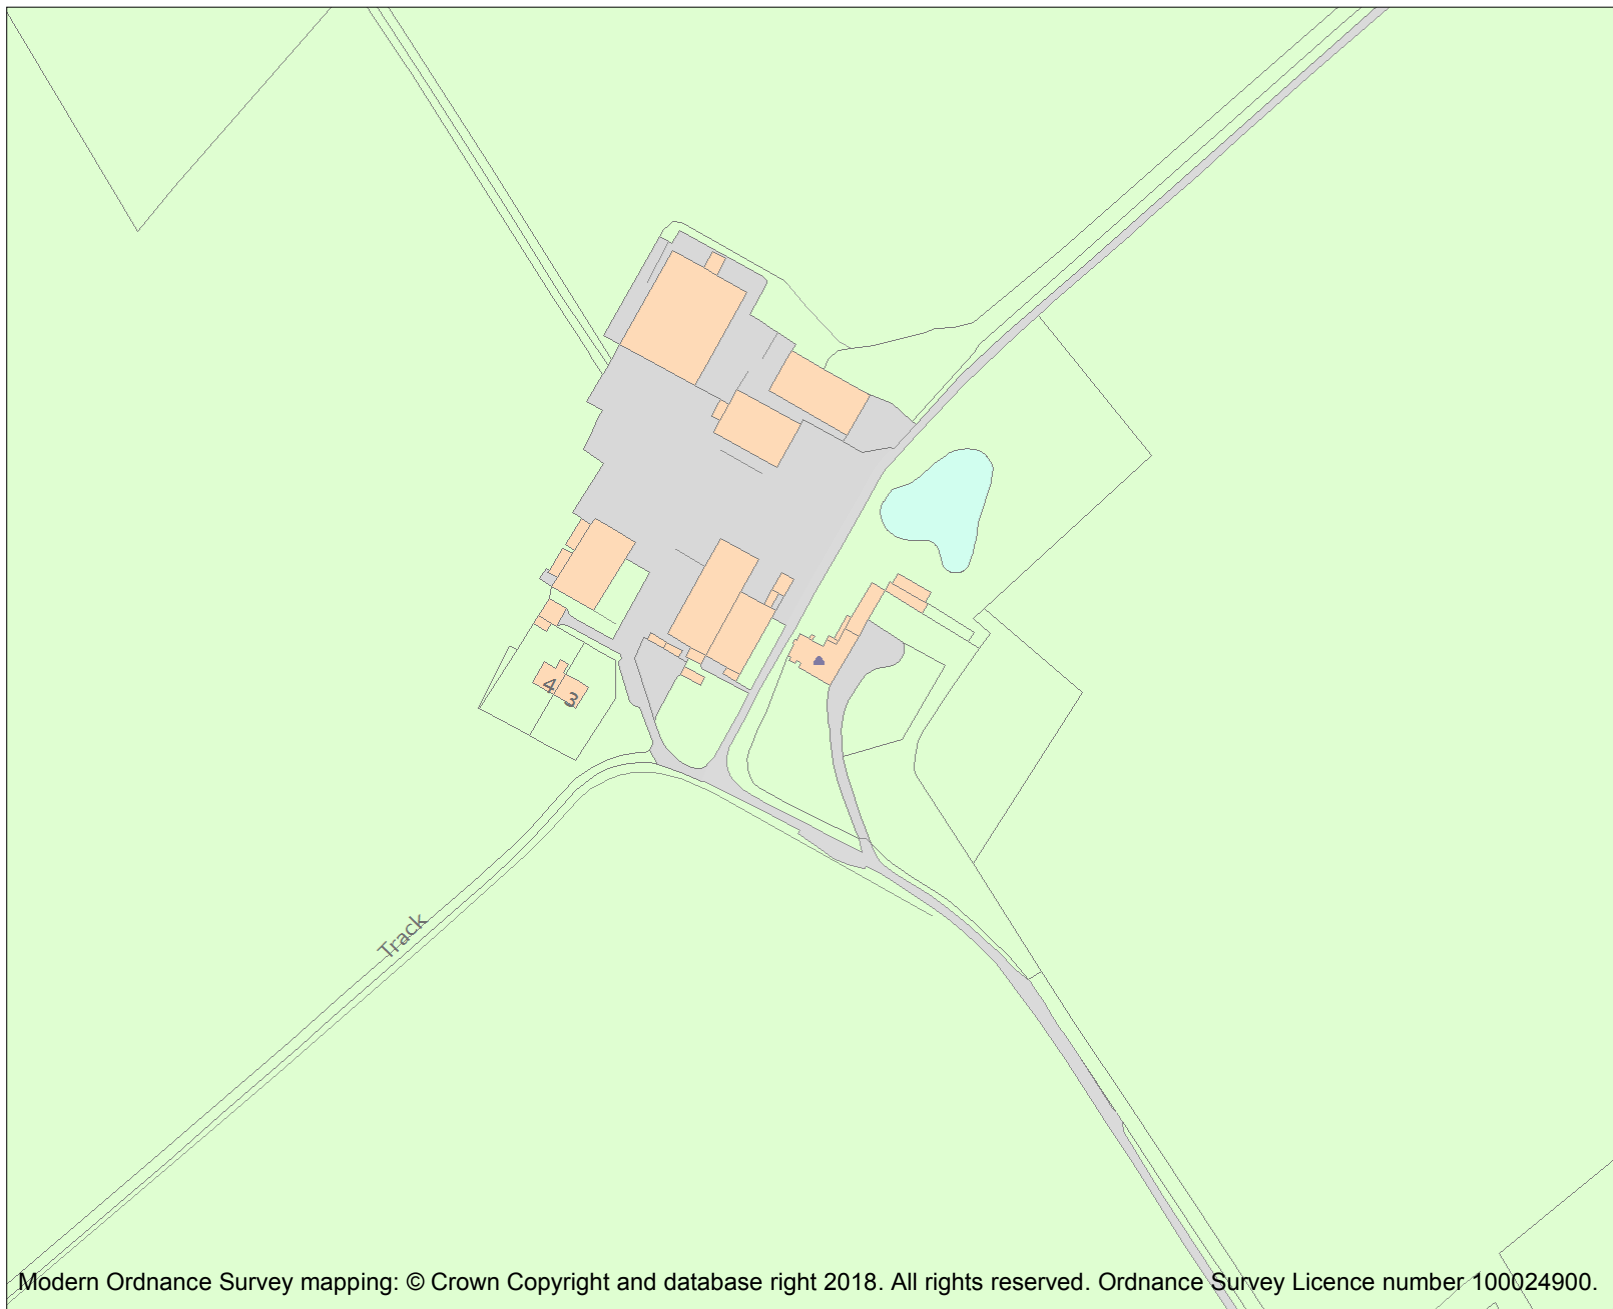 4
3
Track
Modern Ordnance Survey mapping: © Crown Copyright and database right 2018. All rights reserved. Ordnance Survey Licence number 100024900.